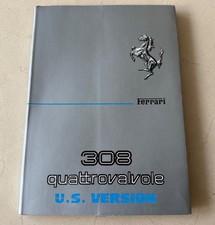 Ferrari
308
quattrovalvole
U.S. VERSION